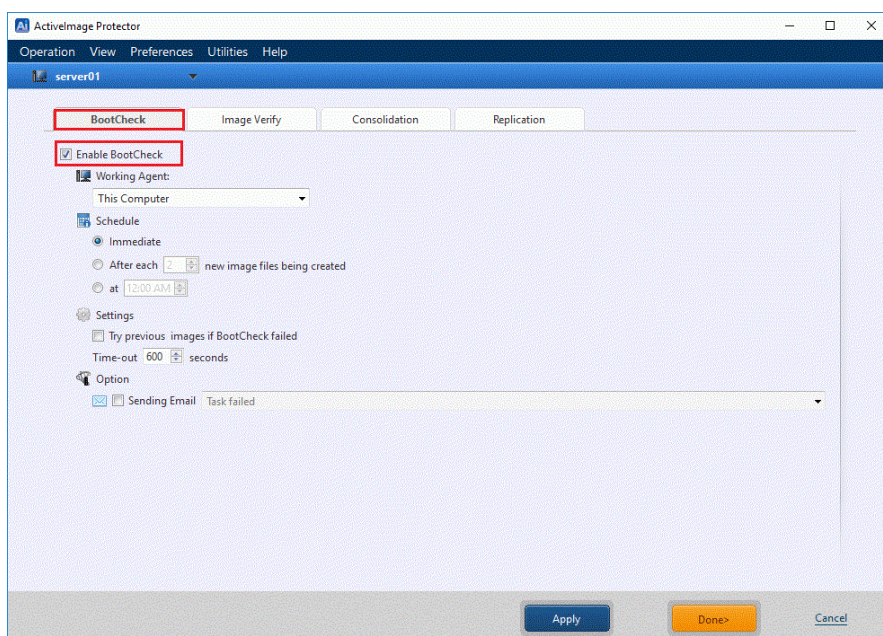 ActiveImage Protector
Operation View Preferences Utilities Help
server01
BootCheck Image Verify Consolidation Replication
Enable BootCheck
Working Agent:
This Computer
Schedule
Immediate
After each 2 new image files being created
at 12:00 AM
Settings
Try previous images if BootCheck failed
Time-out 600 seconds
Option
Sending Email Task failed
Apply Done> Cancel